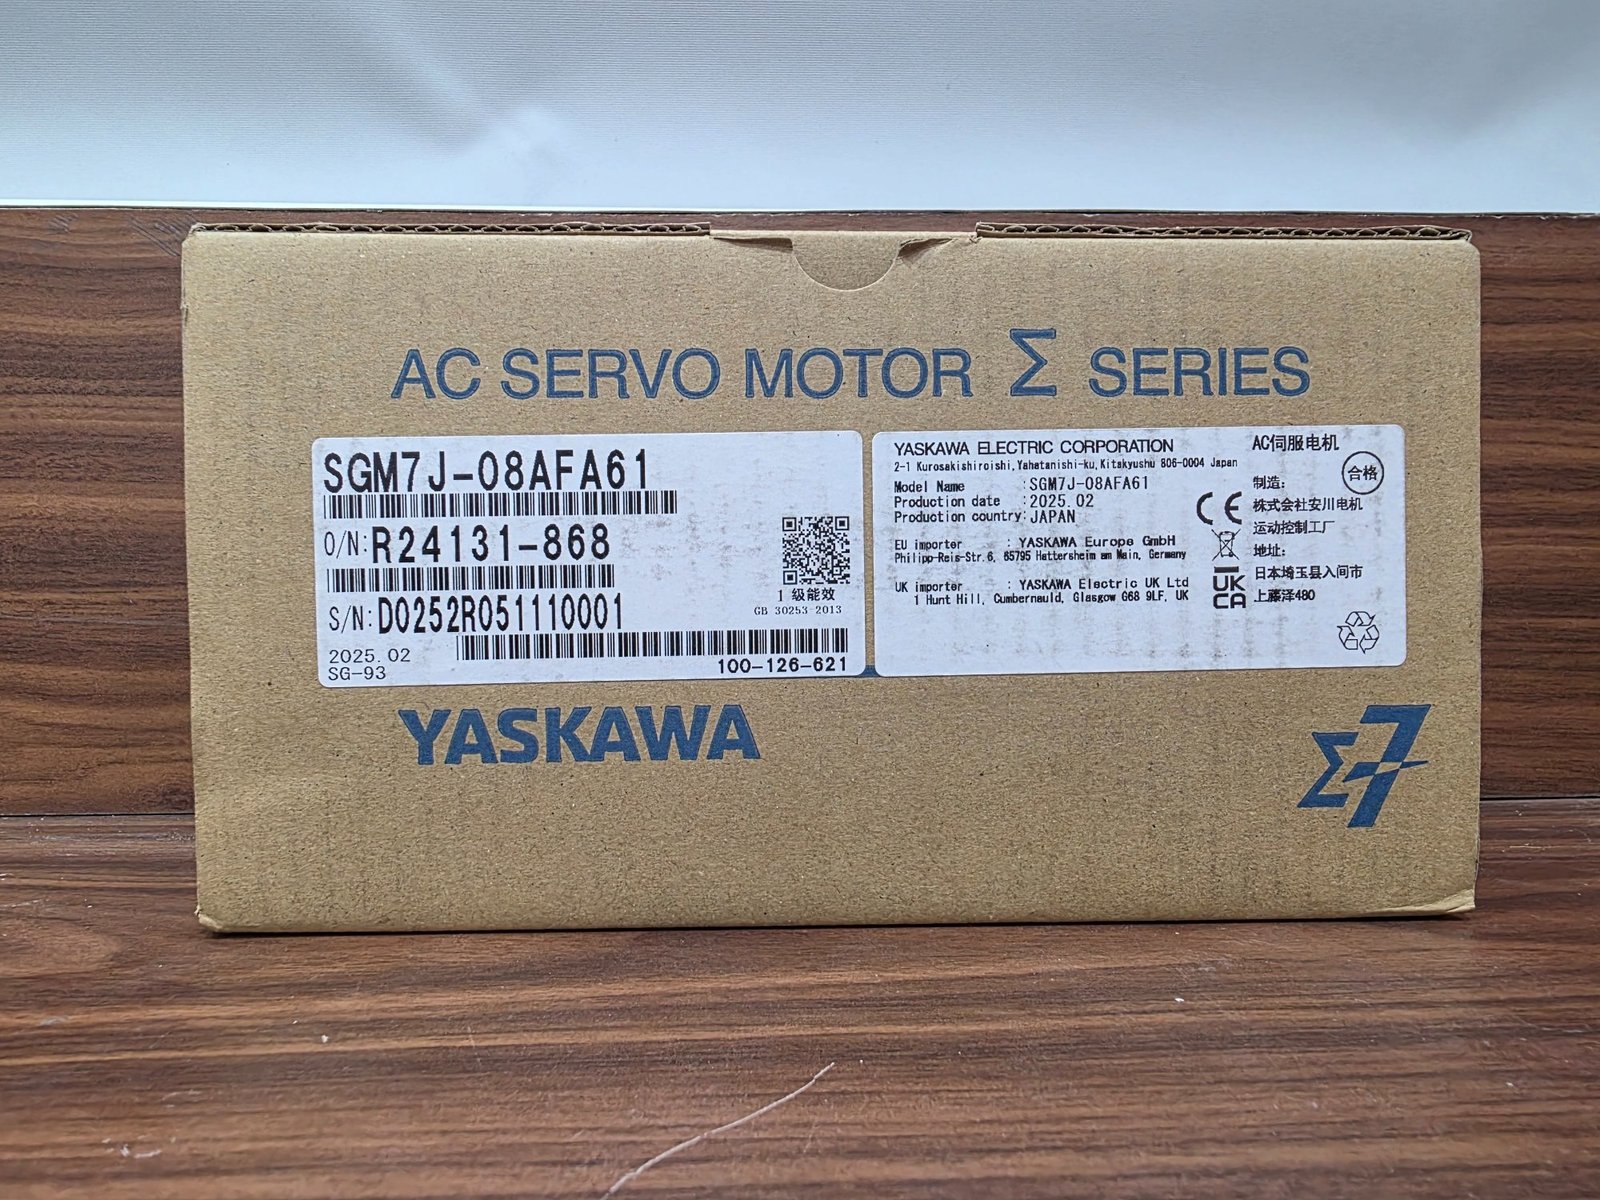 AC SERVO MOTOR Σ SERIES
SGM7J-08AFA61
O/N:R24131-868
S/N:D0252R051110001
1 级能效
GB 30253-2013
2025.02
SG-93
100-126-621
YASKAWA ELECTRIC CORPORATION
2-1 Kurosakishiroishi,Yahatanishi-ku,Kitakyushu 806-0004 Japan
Model Name :SGM7J-08AFA61
Production date :2025.02
Production country:JAPAN
EU importer : YASKAWA Europe GmbH
Philipp-Reis-Str.6, 65795 Hattersheim am Main, Germany
UK importer : YASKAWA Electric UK Ltd
1 Hunt Hill, Cumbernauld, Glasgow G68 9LF, UK
CE
UK
CA
AC伺服电机
合格
制造:
株式会社安川电机
运动控制工厂
地址:
日本埼玉县入间市
上藤泽480
YASKAWA
Σ-7